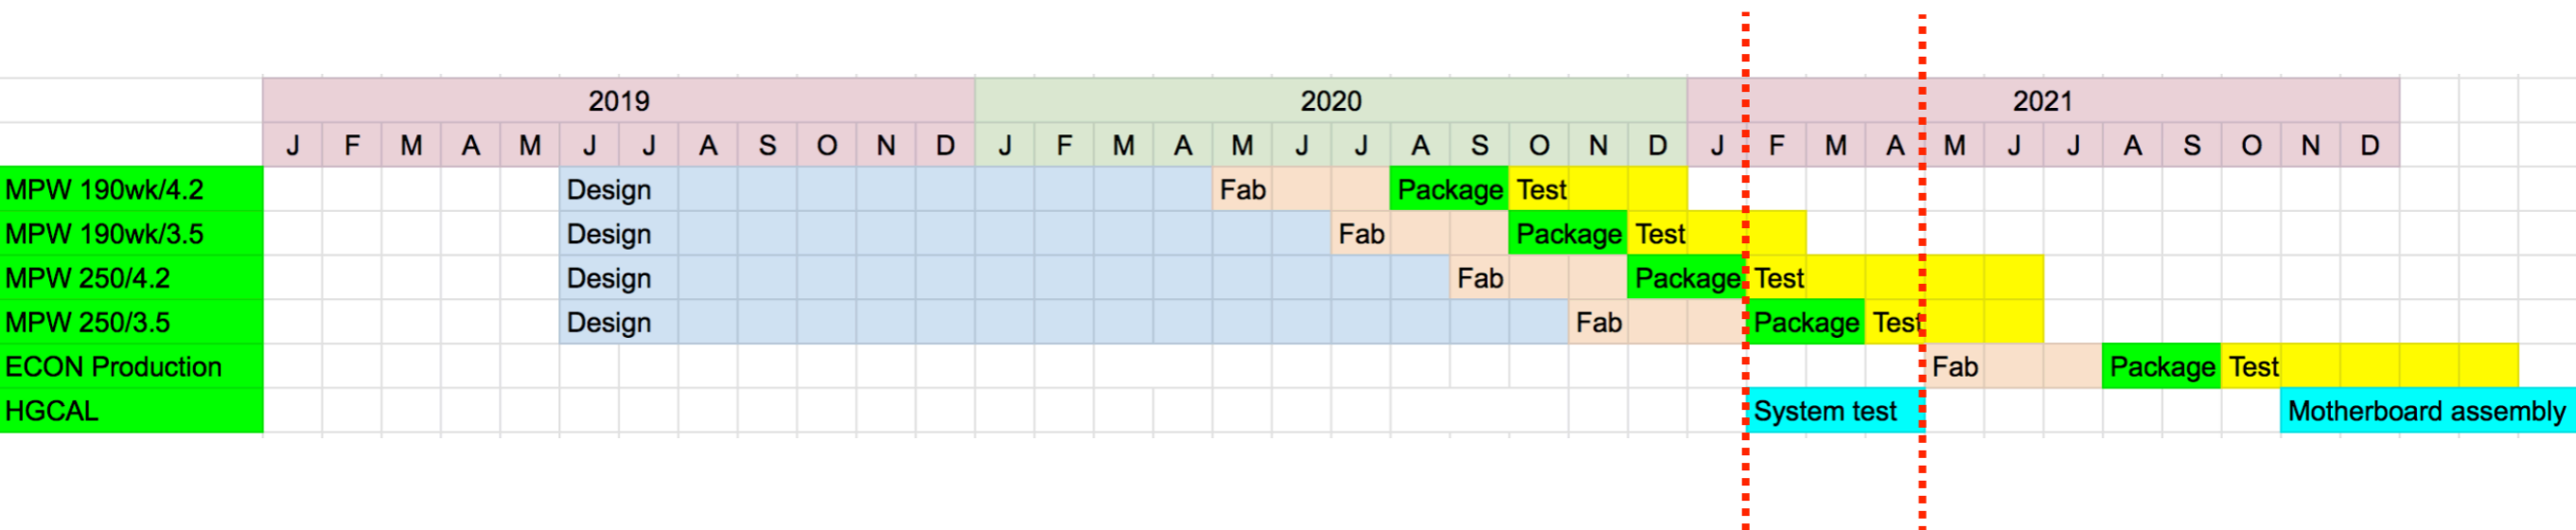 2019 2020 2021
J F M A M J J A S O N D J F M A M J J A S O N D J F M A M J J A S O N D
MPW 190wk/4.2 Design Fab Package Test
MPW 190wk/3.5 Design Fab Package Test
MPW 250/4.2 Design Fab Package Test
MPW 250/3.5 Design Fab Package Test
ECON Production Fab Package Test
HGCAL System test Motherboard assembly